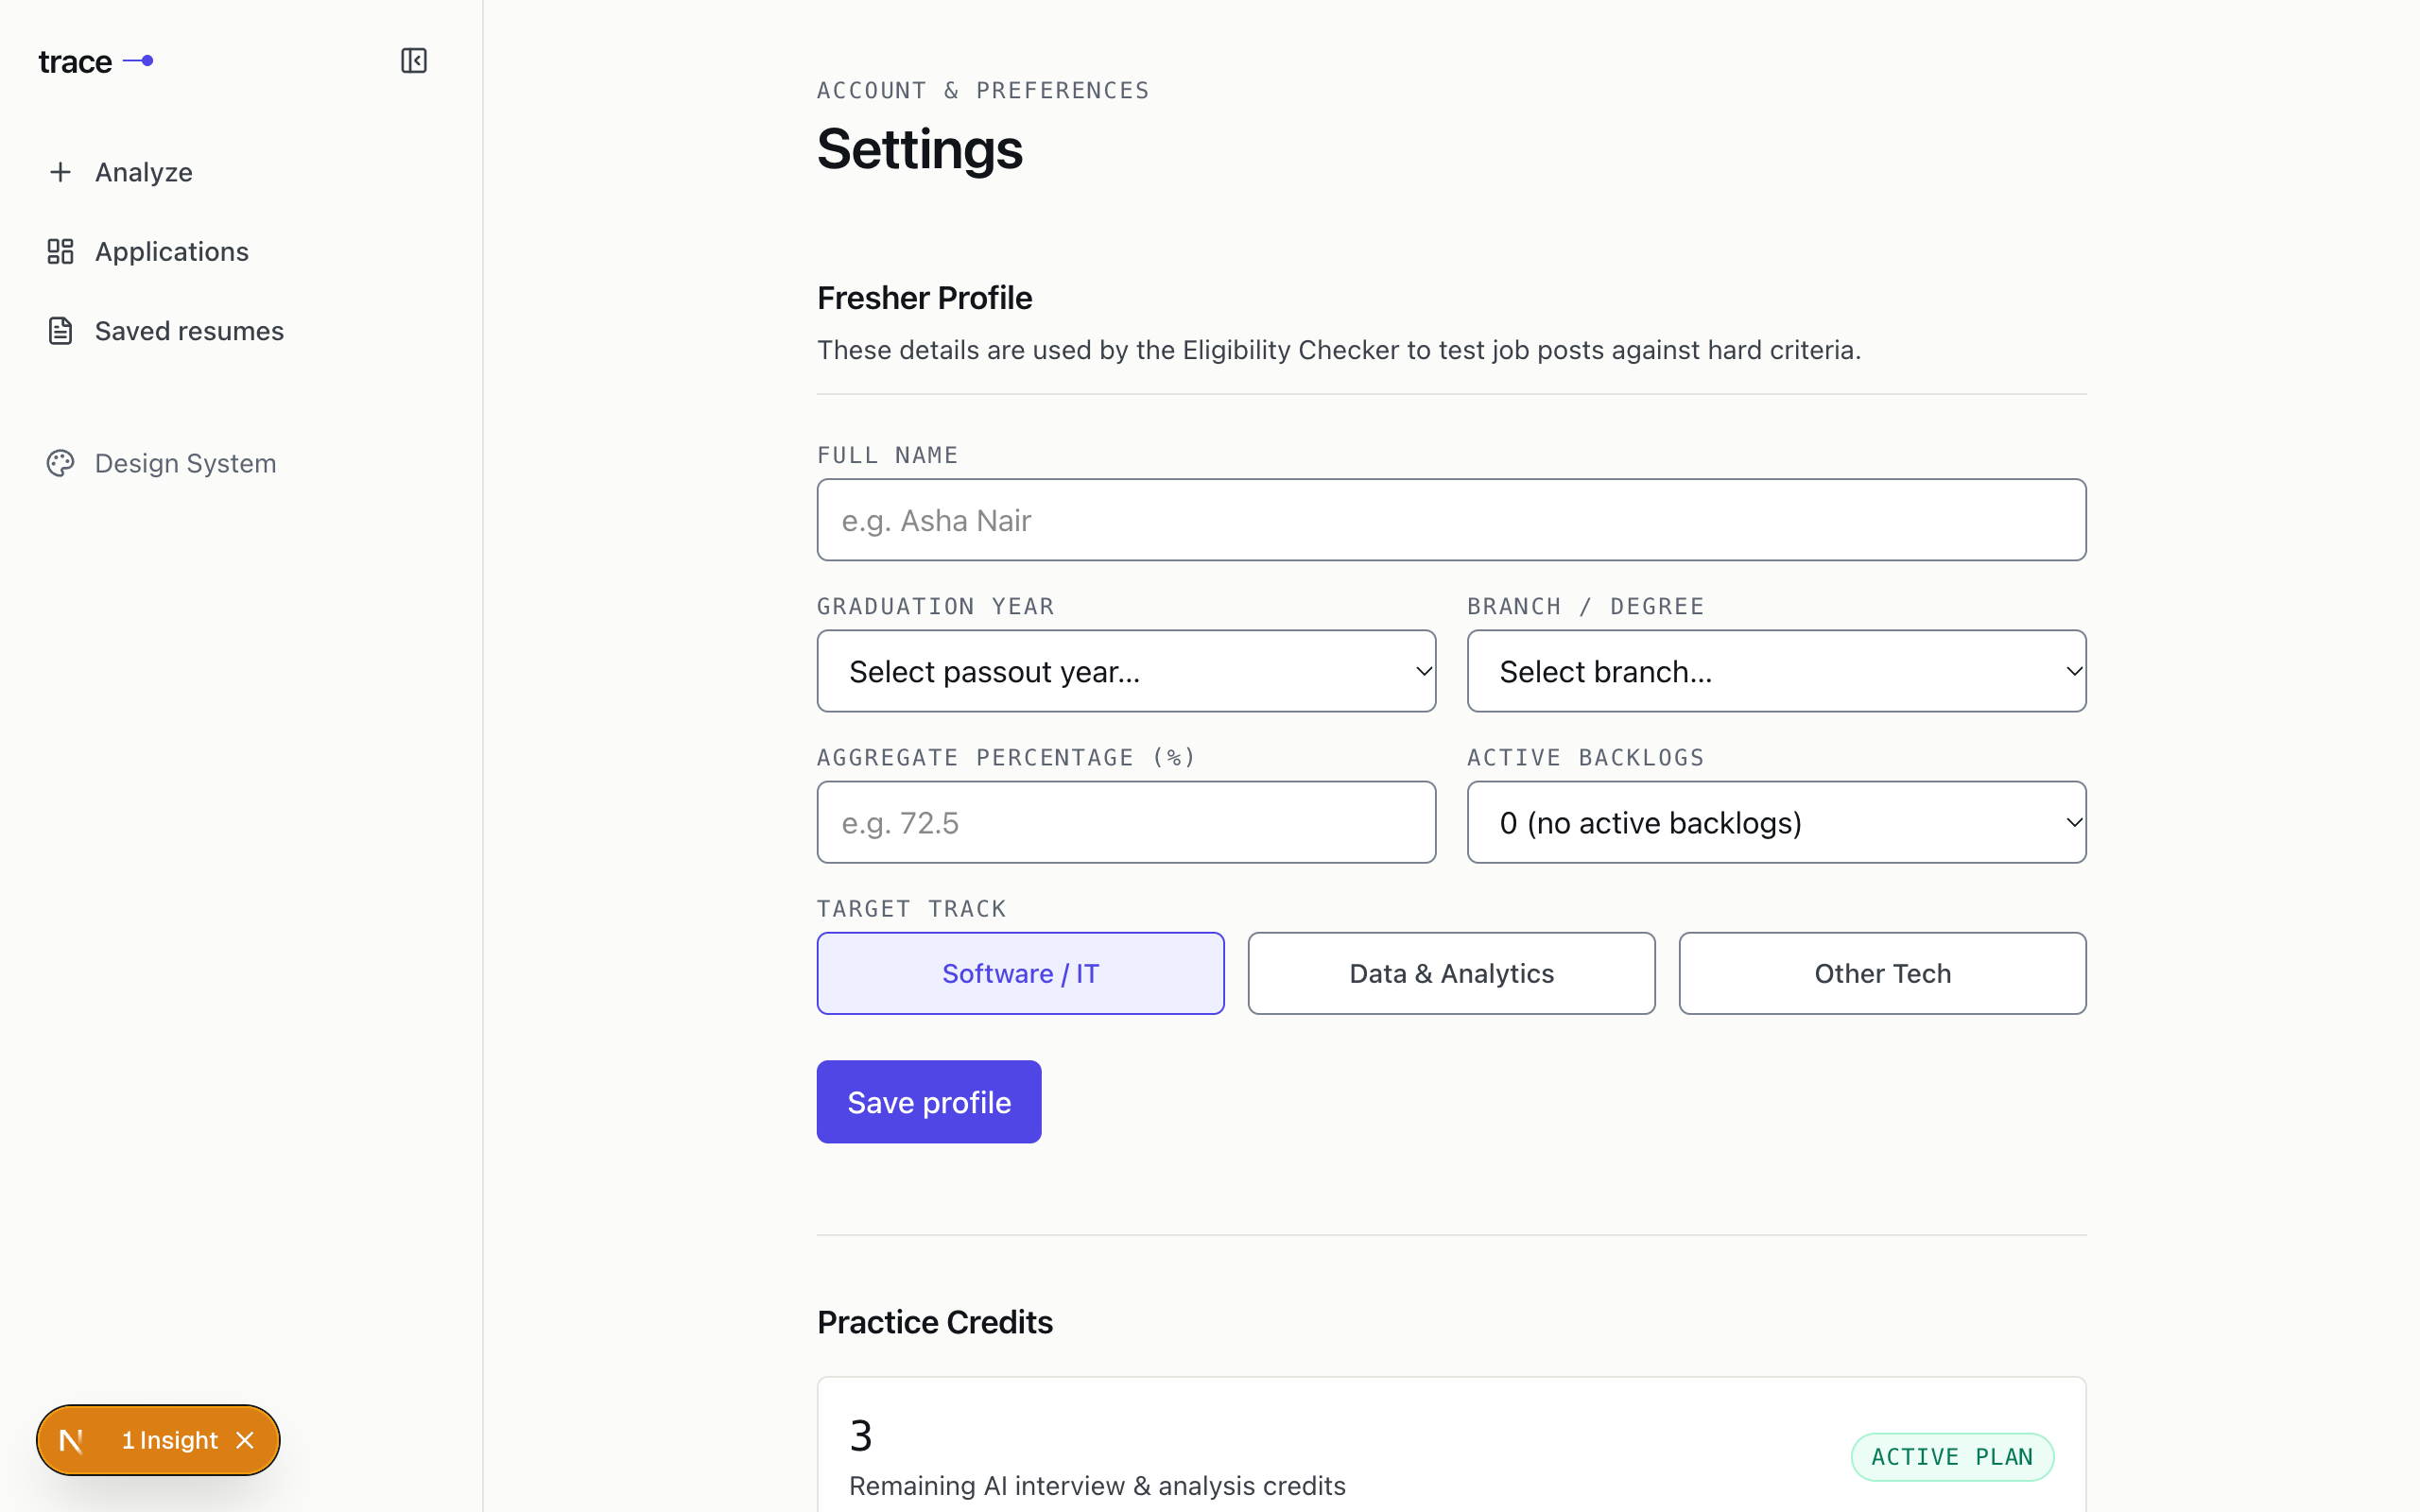 trace
Analyze
Applications
Saved resumes
Design System
1 Insight
ACCOUNT & PREFERENCES
Settings
Fresher Profile
These details are used by the Eligibility Checker to test job posts against hard criteria.
FULL NAME
e.g. Asha Nair
GRADUATION YEAR
BRANCH / DEGREE
Select passout year...
Select branch...
AGGREGATE PERCENTAGE (%)
ACTIVE BACKLOGS
e.g. 72.5
0 (no active backlogs)
TARGET TRACK
Software / IT
Data & Analytics
Other Tech
Save profile
Practice Credits
3
Remaining AI interview & analysis credits
ACTIVE PLAN